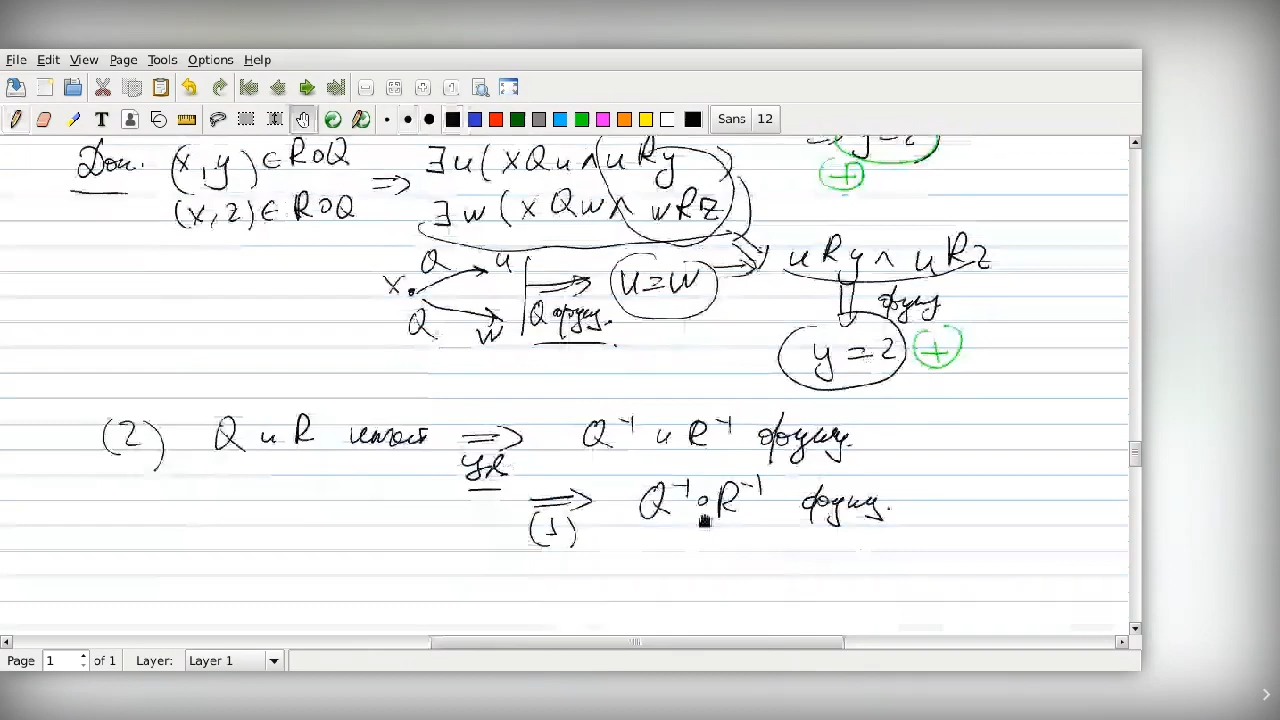 File Edit View Page Tools Options Help
Sans 12
Док. (x, y) ∈ R∘Q ⇒ ∃u(xQu ∧ uRy)
(x, z) ∈ R∘Q ∃w(xQw ∧ wRz)
⇒ uRy ∧ uRz
x Q u Q w
Q функц. ⇒ u = w
функц.
y = z +
(2) Q и R инъект ⇒ Q⁻¹ и R⁻¹ функц.
⇒ (1) Q⁻¹∘R⁻¹ функц.
Page 1 of 1 Layer: Layer 1